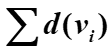 ∑ d(vᵢ)